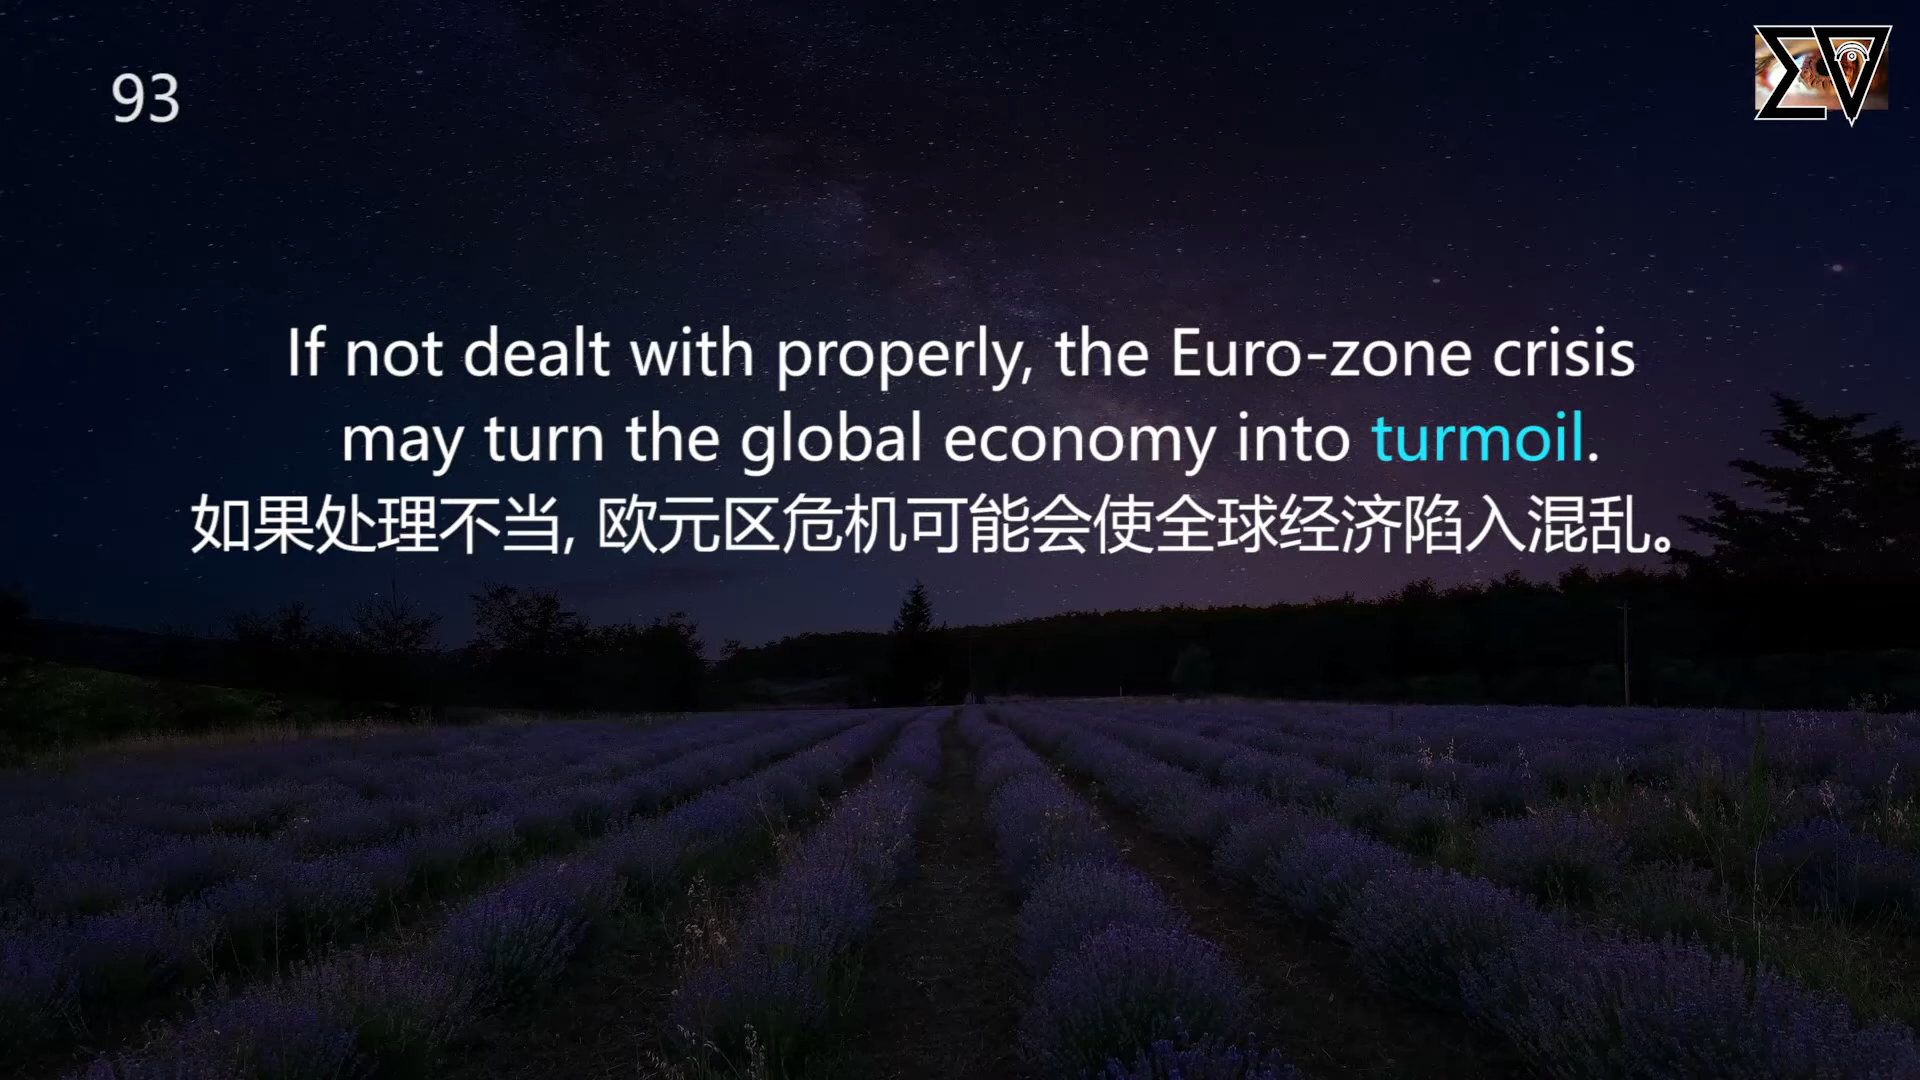 93
If not dealt with properly, the Euro-zone crisis
may turn the global economy into turmoil.
如果处理不当, 欧元区危机可能会使全球经济陷入混乱。